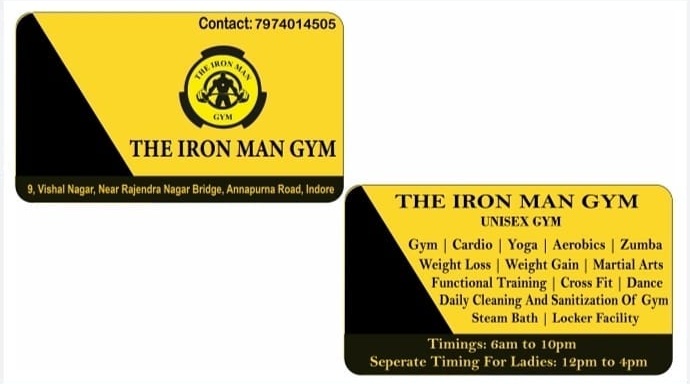 Contact: 7974014505
THE IRON MAN
GYM
THE IRON MAN GYM
9, Vishal Nagar, Near Rajendra Nagar Bridge, Annapurna Road, Indore
THE IRON MAN GYM
UNISEX GYM
Gym | Cardio | Yoga | Aerobics | Zumba
Weight Loss | Weight Gain | Martial Arts
Functional Training | Cross Fit | Dance
Daily Cleaning And Sanitization Of Gym
Steam Bath | Locker Facility
Timings: 6am to 10pm
Seperate Timing For Ladies: 12pm to 4pm